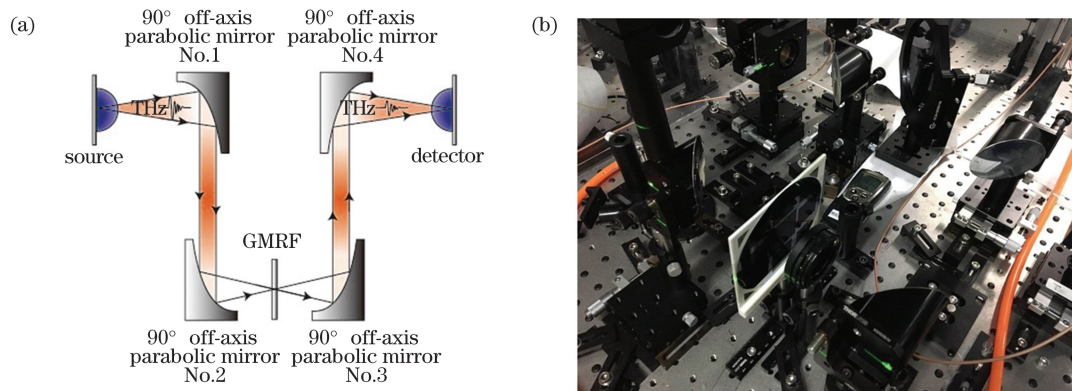 (a)
90° off-axis
parabolic mirror
No.1
90° off-axis
parabolic mirror
No.4
THz
THz
source
detector
GMRF
90° off-axis
parabolic mirror
No.2
90° off-axis
parabolic mirror
No.3
(b)